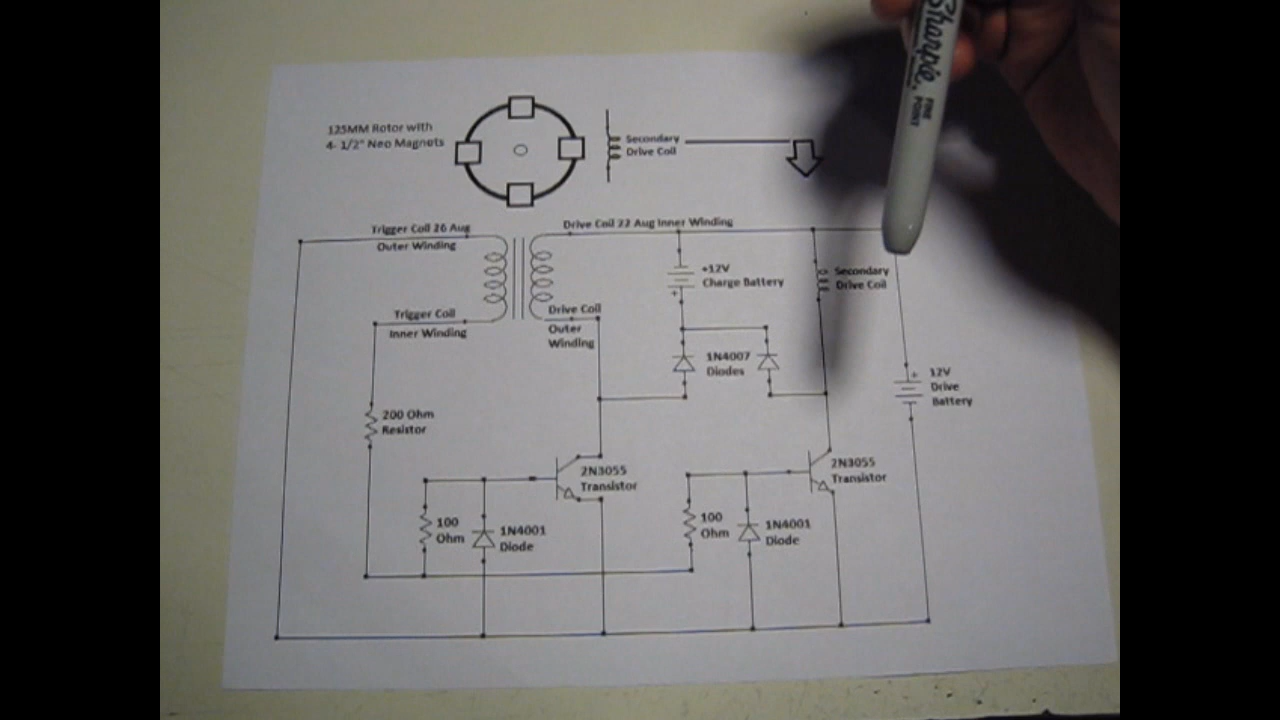 Sharpie
FINE
POINT
125MM Rotor with
4- 1/2" Neo Magnets
Secondary
Drive Coil
Trigger Coil 26 Aug
Outer Winding
Drive Coil 22 Aug Inner Winding
+12V
Charge Battery
+
Secondary
Drive Coil
Trigger Coil
Inner Winding
Drive Coil
Outer
Winding
1N4007
Diodes
+ 12V
Drive
Battery
200 Ohm
Resistor
2N3055
Transistor
2N3055
Transistor
100
Ohm
1N4001
Diode
100
Ohm
1N4001
Diode